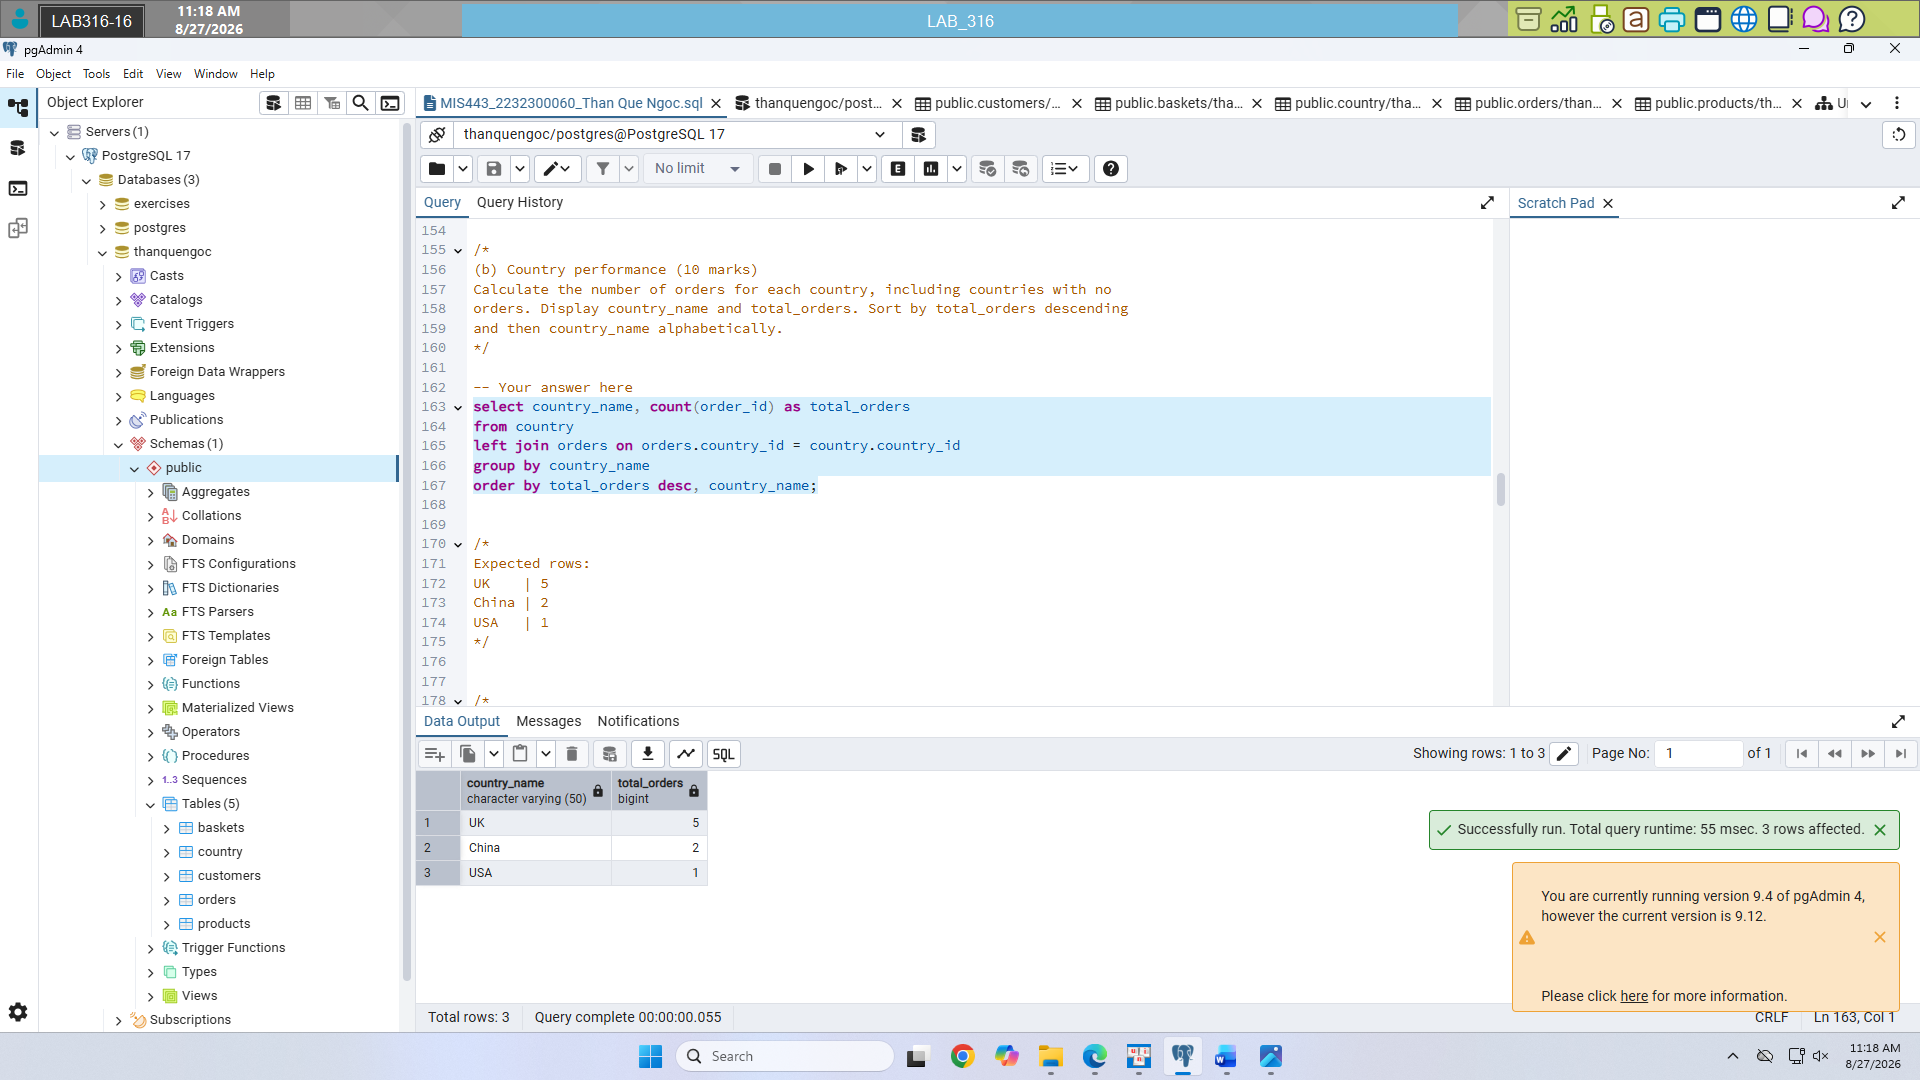 LAB316-16
11:18 AM
8/27/2026
LAB_316
pgAdmin 4
File Object Tools Edit View Window Help
Object Explorer
MIS443_2232300060_Than Que Ngoc.sql
thanquengoc/post...
public.customers/...
public.baskets/tha...
public.country/tha...
public.orders/than...
public.products/th...
thanquengoc/postgres@PostgreSQL 17
No limit
Query
Query History
Scratch Pad
Servers (1)
PostgreSQL 17
Databases (3)
exercises
postgres
thanquengoc
Casts
Catalogs
Event Triggers
Extensions
Foreign Data Wrappers
Languages
Publications
Schemas (1)
public
Aggregates
Collations
Domains
FTS Configurations
FTS Dictionaries
FTS Parsers
FTS Templates
Foreign Tables
Functions
Materialized Views
Operators
Procedures
Sequences
Tables (5)
baskets
country
customers
orders
products
Trigger Functions
Types
Views
Subscriptions
154
155 /*
156 (b) Country performance (10 marks)
157 Calculate the number of orders for each country, including countries with no
158 orders. Display country_name and total_orders. Sort by total_orders descending
159 and then country_name alphabetically.
160 */
161
162 -- Your answer here
163 select country_name, count(order_id) as total_orders
164 from country
165 left join orders on orders.country_id = country.country_id
166 group by country_name
167 order by total_orders desc, country_name;
168
169
170 /*
171 Expected rows:
172 UK    | 5
173 China | 2
174 USA   | 1
175 */
176
177
178 /*
Data Output
Messages
Notifications
SQL
Showing rows: 1 to 3
Page No: 1 of 1
country_name
character varying (50)
total_orders
bigint
1 UK 5
2 China 2
3 USA 1
Successfully run. Total query runtime: 55 msec. 3 rows affected.
You are currently running version 9.4 of pgAdmin 4,
however the current version is 9.12.
Please click here for more information.
Total rows: 3
Query complete 00:00:00.055
CRLF
Ln 163, Col 1
Search
11:18 AM
8/27/2026